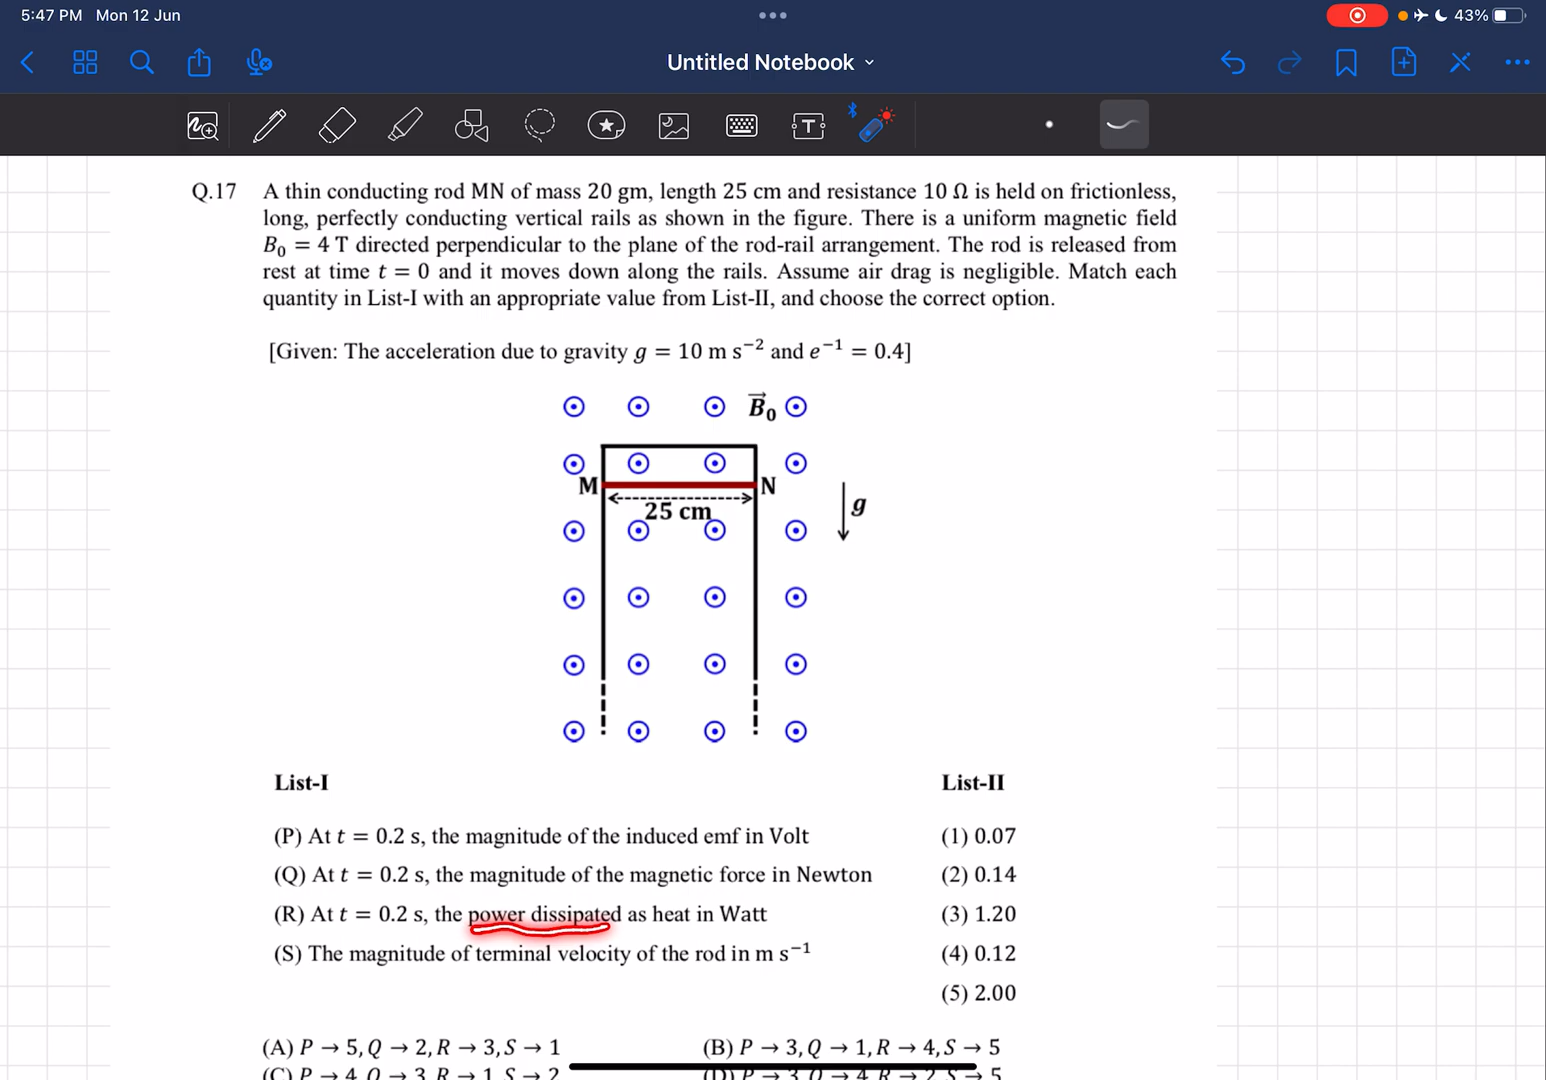 5:47 PM Mon 12 Jun
43%
Untitled Notebook
T
Q.17 A thin conducting rod MN of mass 20 gm, length 25 cm and resistance 10 Ω is held on frictionless,
long, perfectly conducting vertical rails as shown in the figure. There is a uniform magnetic field
B₀ = 4 T directed perpendicular to the plane of the rod-rail arrangement. The rod is released from
rest at time t = 0 and it moves down along the rails. Assume air drag is negligible. Match each
quantity in List-I with an appropriate value from List-II, and choose the correct option.
[Given: The acceleration due to gravity g = 10 m s⁻² and e⁻¹ = 0.4]
B⃗₀
M N
25 cm
g
List-I List-II
(P) At t = 0.2 s, the magnitude of the induced emf in Volt (1) 0.07
(Q) At t = 0.2 s, the magnitude of the magnetic force in Newton (2) 0.14
(R) At t = 0.2 s, the power dissipated as heat in Watt (3) 1.20
(S) The magnitude of terminal velocity of the rod in m s⁻¹ (4) 0.12
(5) 2.00
(A) P → 5, Q → 2, R → 3, S → 1 (B) P → 3, Q → 1, R → 4, S → 5
(C) P → 4, Q → 3, R → 1, S → 2 (D) P → 3, Q → 4, R → 2, S → 5